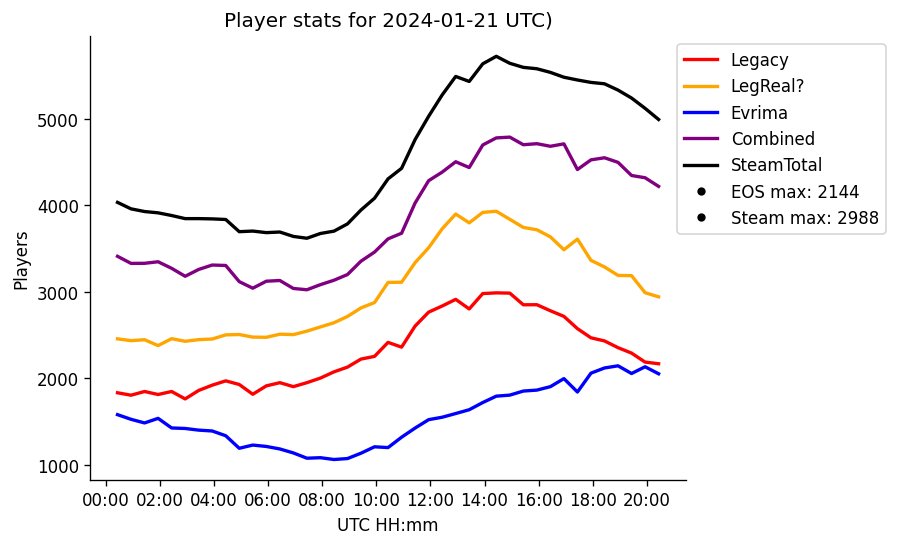 Player stats for 2024-01-21 UTC)
Legacy
LegReal?
Evrima
Combined
SteamTotal
EOS max: 2144
Steam max: 2988
Players
5000
4000
3000
2000
1000
00:00 02:00 04:00 06:00 08:00 10:00 12:00 14:00 16:00 18:00 20:00
UTC HH:mm